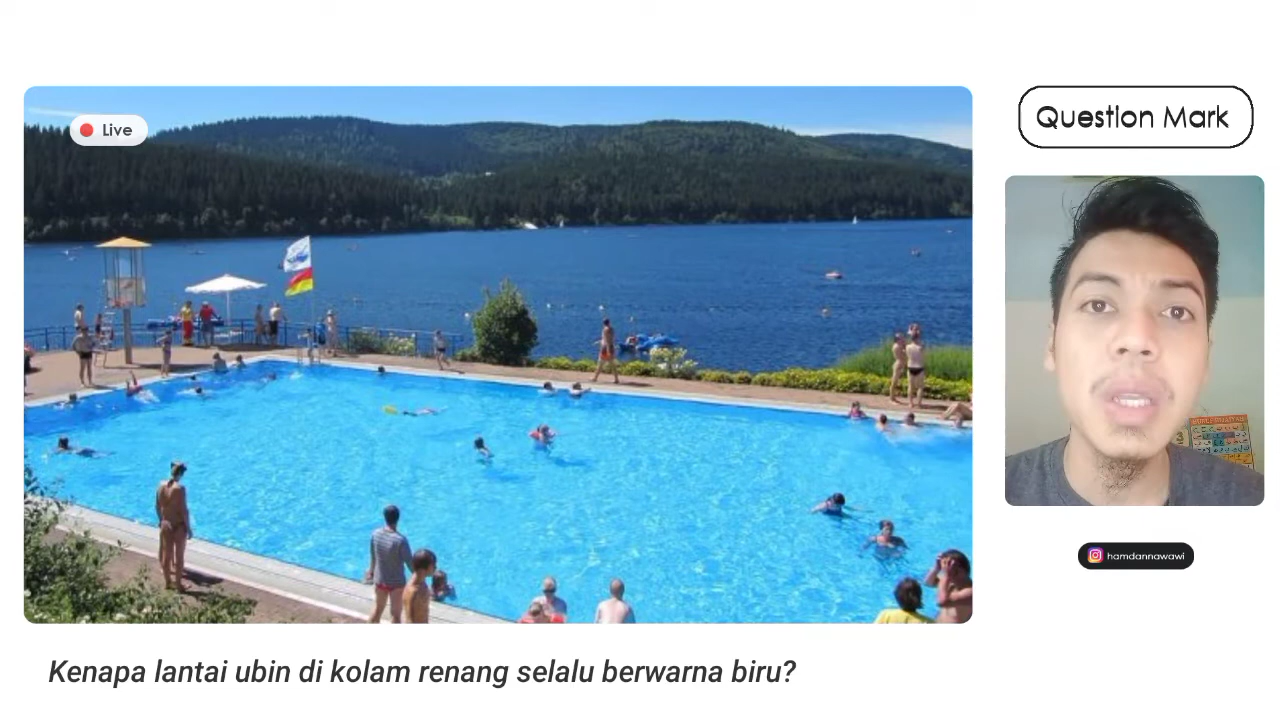 Live
Question Mark
hamdannawawi
Kenapa lantai ubin di kolam renang selalu berwarna biru?